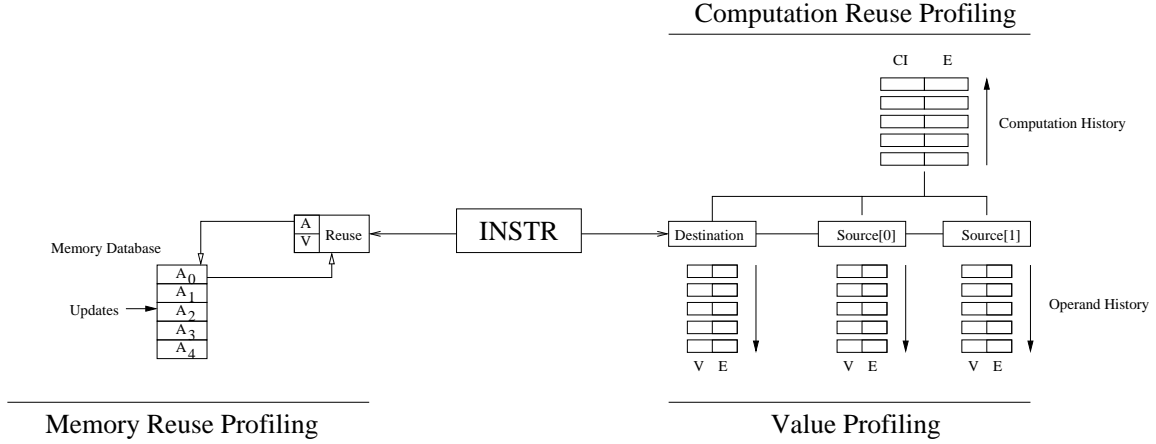 Computation Reuse Profiling
CI E
Computation History
A
V
Reuse
INSTR
Destination
Source[0]
Source[1]
Memory Database
A0
A1
A2
A3
A4
Updates
Operand History
V E
V E
V E
Memory Reuse Profiling
Value Profiling